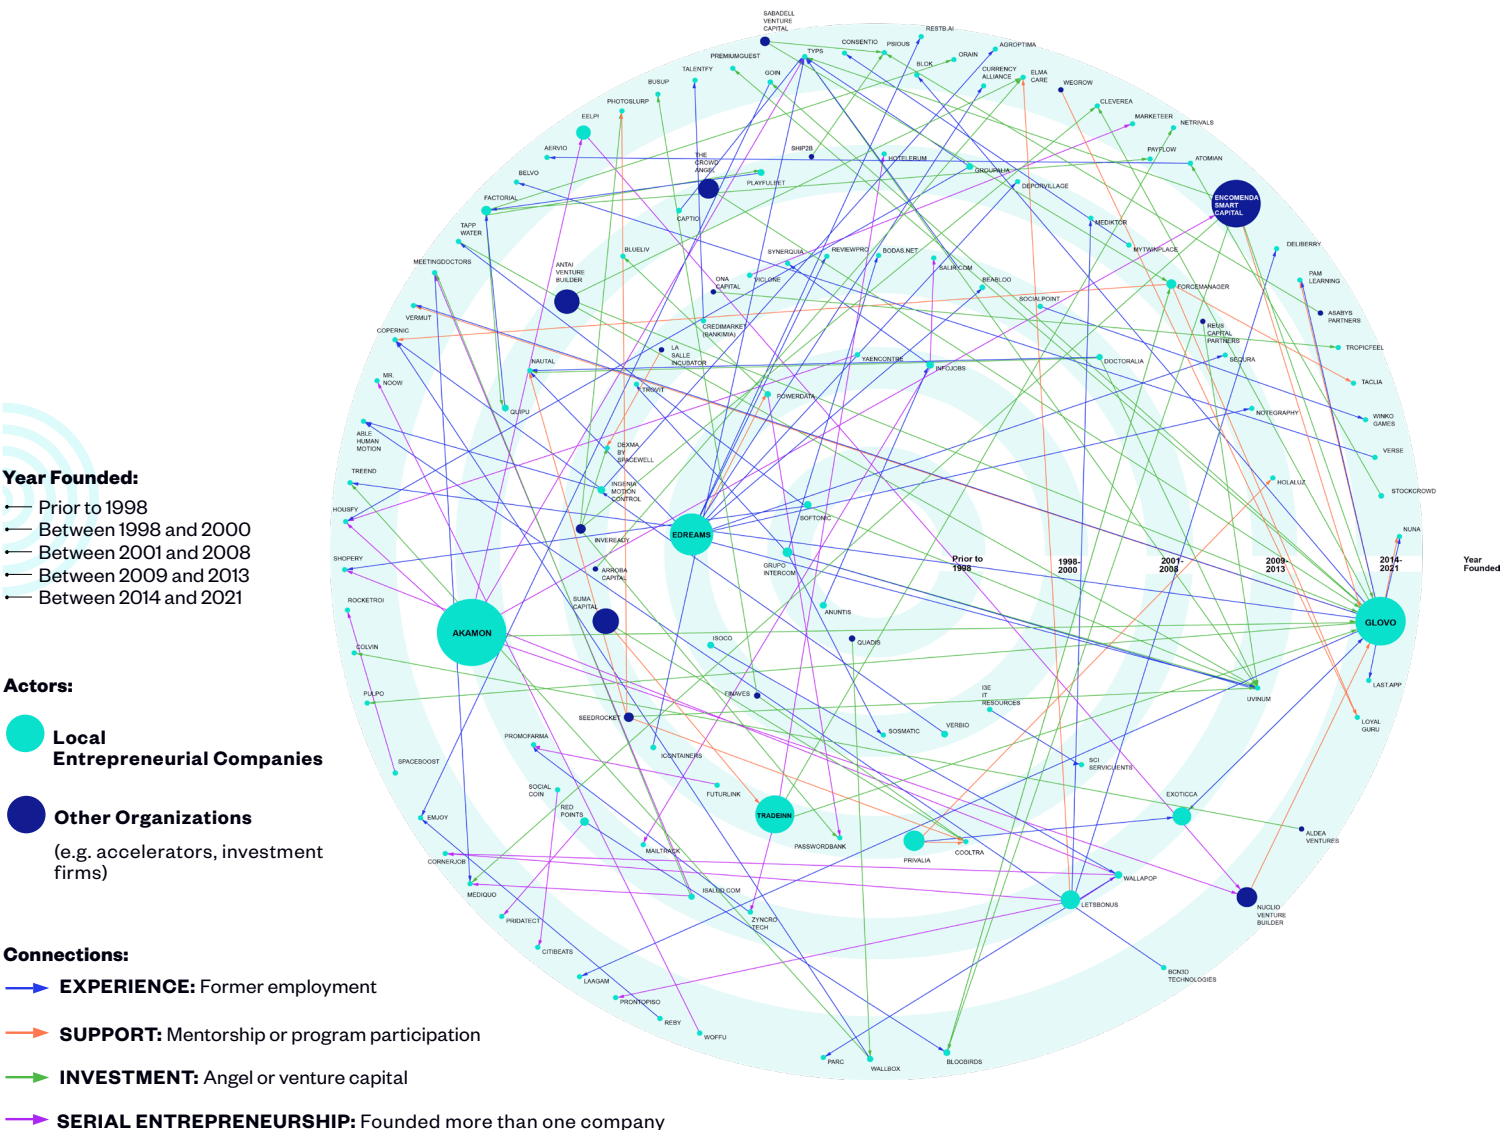 SABADELL
VENTURE
CAPITAL
RESTB.AI
CONSENTIO
PSIOUS
AGROPTIMA
TYPS
PREMIUMGUEST
ORAIN
BLOK
CURRENCY
ALLIANCE
ELMA
CARE
TALENTFY
GOIN
WEGROW
BUSUP
CLEVEREA
PHOTOSLURP
MARKETEER
EELPI
NETRIVALS
AERVIO
THE
CROWD
ANGEL
SHIP2B
HOTELERUM
PAYFLOW
ATOMIAN
BELVO
PLAYFULBET
GROUPALIA
DEPORVILLAGE
FACTORIAL
ENCOMENDA
SMART
CAPITAL
CAPTIO
TAPP
WATER
MEDIKTOR
BLUELIV
SYNERQUIA
REVIEWPRO
BODAS.NET
MYTWINPLACE
DELIBERRY
MEETINGDOCTORS
ANTAI
VENTURE
BUILDER
ONA
CAPITAL
VICLONE
SALIR.COM
BEABLOO
FORCEMANAGER
PAM
LEARNING
SOCIALPOINT
VERMUT
ASABYS
PARTNERS
COPERNIC
CREDIMARKET
(BANKIMIA)
REUS
CAPITAL
PARTNERS
NAUTAL
LA
SALLE
INCUBATOR
YAENCONTRE
INFOJOBS
DOCTORALIA
SEQURA
TROPICFEEL
MR.
NOOW
TROVIT
POWERDATA
TACLIA
QUIPU
NOTEGRAPHY
WINKO
GAMES
ABLE
HUMAN
MOTION
DEXMA
BY
SPACEWELL
VERSE
TREEND
INGENIA
MOTION
CONTROL
HOLALUZ
STOCKCROWD
Year Founded:
Prior to 1998
Between 1998 and 2000
Between 2001 and 2008
Between 2009 and 2013
Between 2014 and 2021
HOUSFY
SOFTONIC
INVEREADY
EDREAMS
NUNA
SHOPERY
GRUPO
INTERCOM
ARROBA
CAPITAL
Prior to
1998
1998-
2000
2001-
2008
2009-
2013
2014-
2021
Year
Founded
ROCKETROI
SUMA
CAPITAL
ANUNTIS
GLOVO
AKAMON
ISOCO
QUADIS
COLVIN
LAST.APP
Actors:
Local
Entrepreneurial Companies
PULPO
FINAVES
I3E
IT
RESOURCES
UVINUM
SEEDROCKET
LOYAL
GURU
PROMOFARMA
SOSMATIC
VERBIO
ICONTAINERS
SPACEBOOST
SCI
SERVICLIENTS
SOCIAL
COIN
FUTURLINK
EXOTICCA
Other Organizations
(e.g. accelerators, investment
firms)
RED
POINTS
TRADEINN
EMJOY
PASSWORDBANK
PRIVALIA
COOLTRA
ALDEA
VENTURES
CORNERJOB
MAILTRACK
WALLAPOP
MEDIQUO
ISALUD.COM
LETSBONUS
PRIDATECT
ZYNCRO
TECH
NUCLIO
VENTURE
BUILDER
CITIBEATS
Connections:
EXPERIENCE: Former employment
SUPPORT: Mentorship or program participation
INVESTMENT: Angel or venture capital
SERIAL ENTREPRENEURSHIP: Founded more than one company
LAAGAM
BCN3D
TECHNOLOGIES
PRONTOPISO
REBY
WOFFU
PARC
WALLBOX
BLOOBIRDS